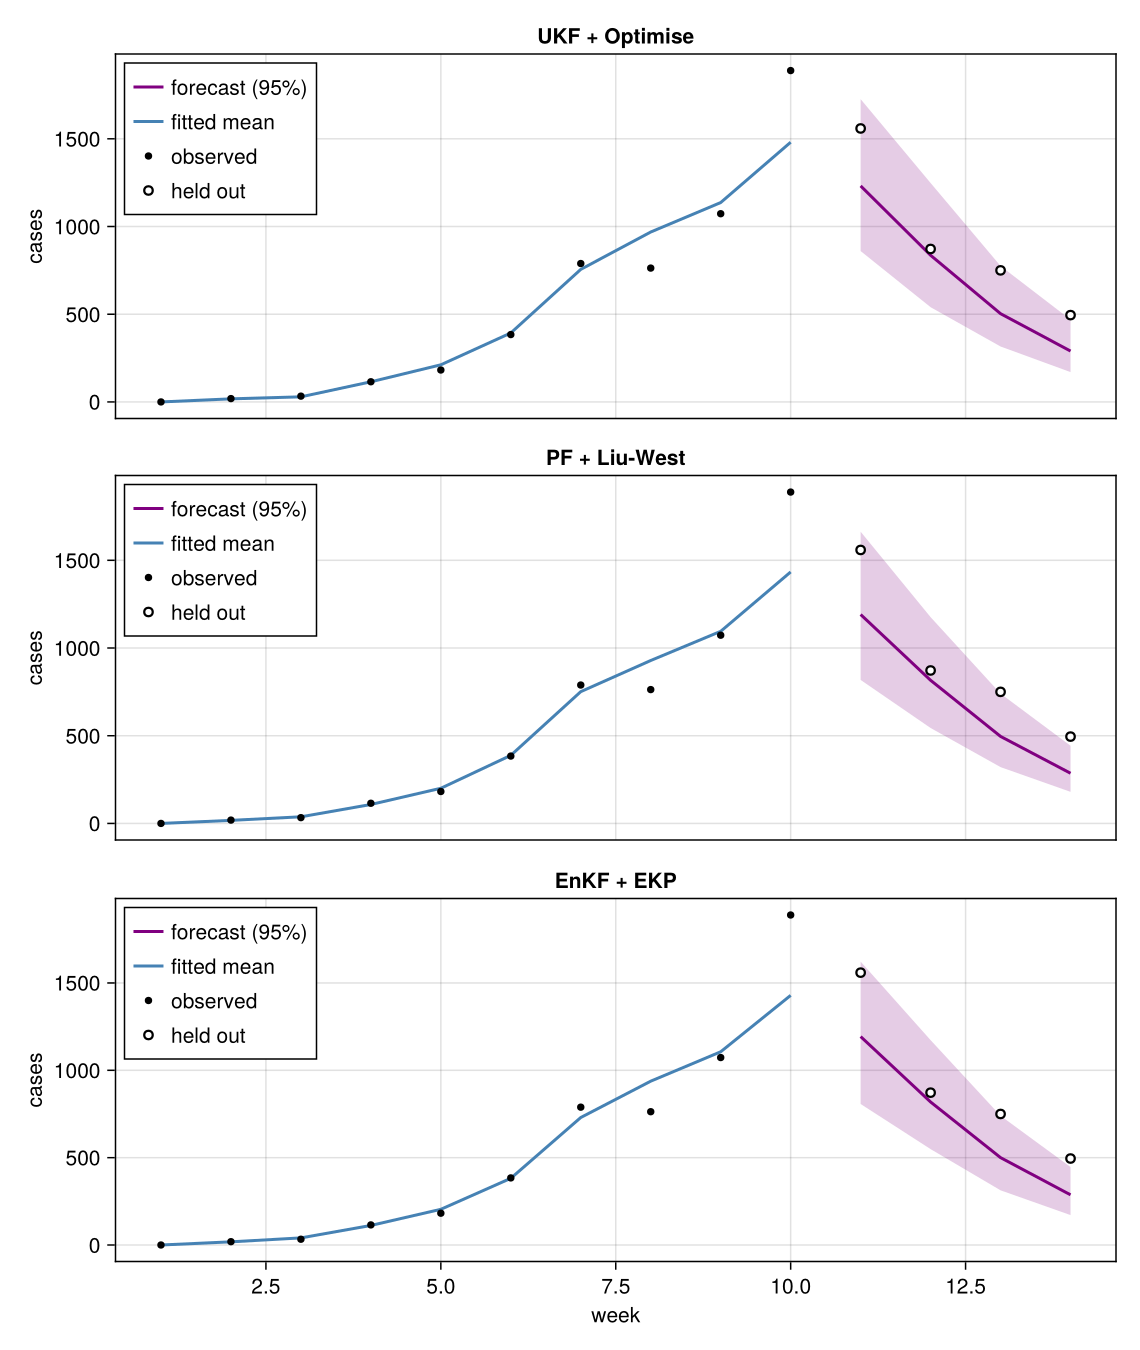 UKF + Optimise
forecast (95%)
fitted mean
observed
held out
1500
1000
500
0
cases
PF + Liu-West
forecast (95%)
fitted mean
observed
held out
1500
1000
500
0
cases
EnKF + EKP
forecast (95%)
fitted mean
observed
held out
1500
1000
500
0
cases
2.5 5.0 7.5 10.0 12.5
week